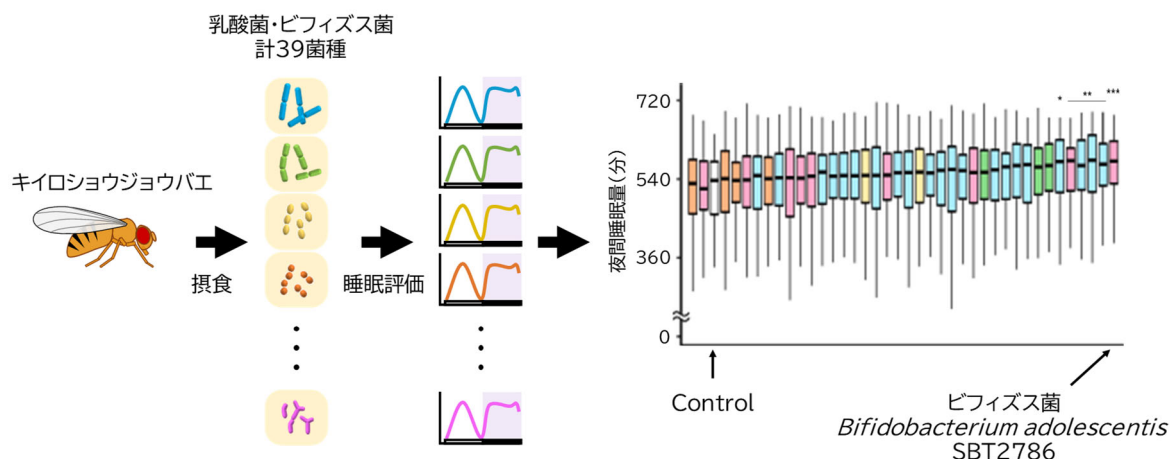 乳酸菌・ビフィズス菌
計39菌種
キイロショウジョウバエ
摂食
睡眠評価
夜間睡眠量(分)
720
540
360
0
*
**
***
Control
ビフィズス菌
Bifidobacterium adolescentis
SBT2786